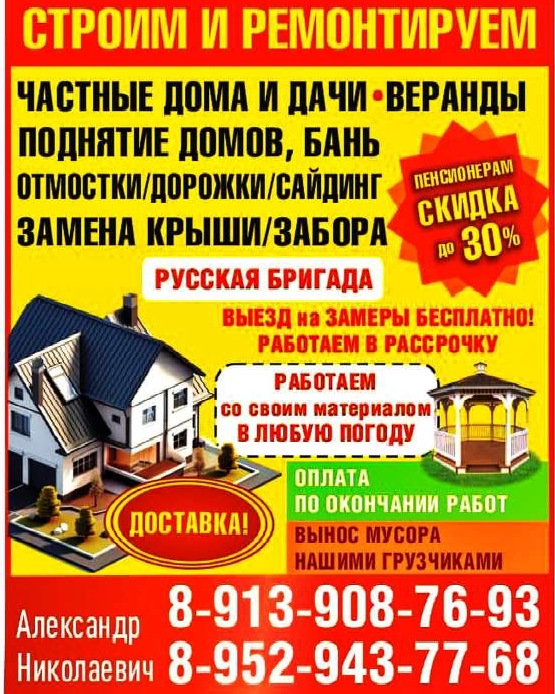 СТРОИМ И РЕМОНТИРУЕМ
ЧАСТНЫЕ ДОМА И ДАЧИ • ВЕРАНДЫ
ПОДНЯТИЕ ДОМОВ, БАНЬ
ОТМОСТКИ/ДОРОЖКИ/САЙДИНГ
ЗАМЕНА КРЫШИ/ЗАБОРА
ПЕНСИОНЕРАМ
СКИДКА
ДО 30%
РУССКАЯ БРИГАДА
ВЫЕЗД на ЗАМЕРЫ БЕСПЛАТНО!
РАБОТАЕМ В РАССРОЧКУ
РАБОТАЕМ
со своим материалом
В ЛЮБУЮ ПОГОДУ
ДОСТАВКА!
ОПЛАТА
ПО ОКОНЧАНИИ РАБОТ
ВЫНОС МУСОРА
НАШИМИ ГРУЗЧИКАМИ
Александр
Николаевич
8-913-908-76-93
8-952-943-77-68